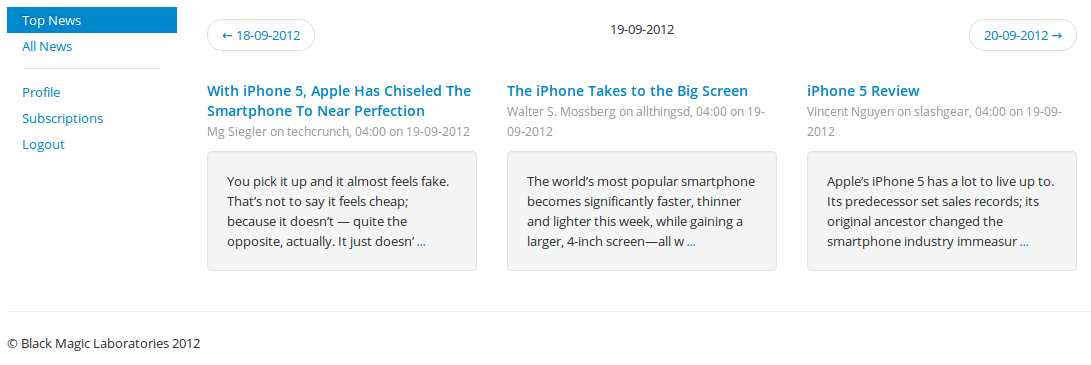 Top News
All News
Profile
Subscriptions
Logout
← 18-09-2012
19-09-2012
20-09-2012 →
With iPhone 5, Apple Has Chiseled The
Smartphone To Near Perfection
Mg Siegler on techcrunch, 04:00 on 19-09-2012
You pick it up and it almost feels fake.
That’s not to say it feels cheap;
because it doesn’t — quite the
opposite, actually. It just doesn’ ...
The iPhone Takes to the Big Screen
Walter S. Mossberg on allthingsd, 04:00 on 19-
09-2012
The world’s most popular smartphone
becomes significantly faster, thinner
and lighter this week, while gaining a
larger, 4-inch screen—all w ...
iPhone 5 Review
Vincent Nguyen on slashgear, 04:00 on 19-09-
2012
Apple’s iPhone 5 has a lot to live up to.
Its predecessor set sales records; its
original ancestor changed the
smartphone industry immeasur ...
© Black Magic Laboratories 2012